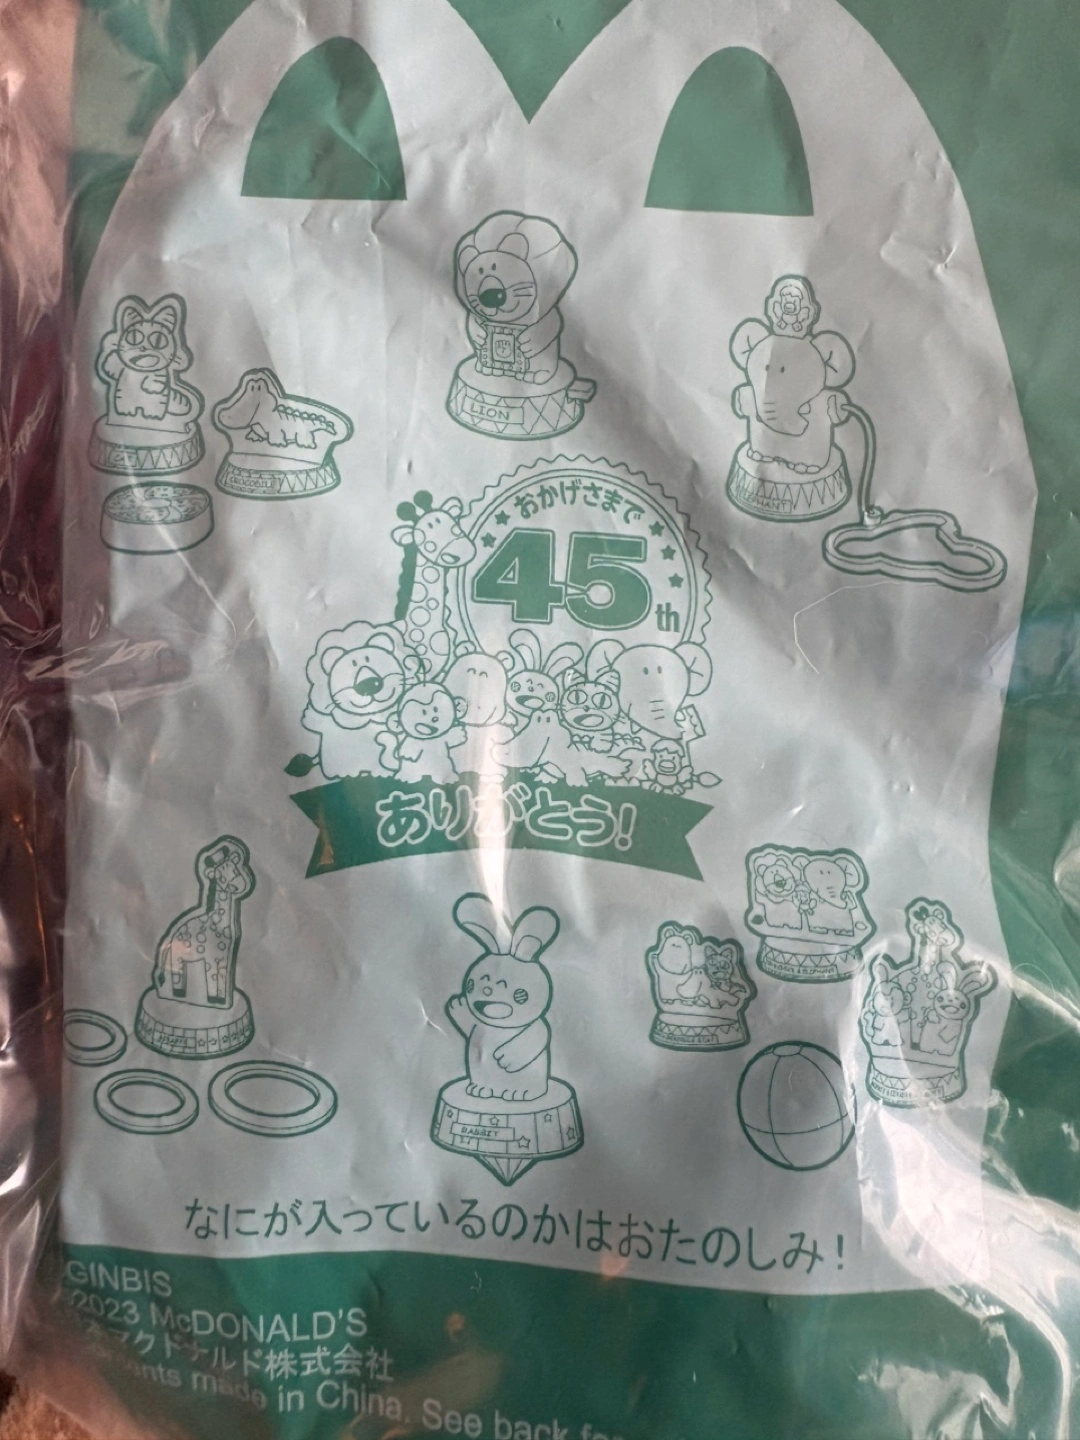 LION
おかげさまで
45th
ありがとう!
RABBIT
なにが入っているのかはおたのしみ!
GINBIS
2023 McDONALD'S
マクドナルド株式会社
made in China. See back